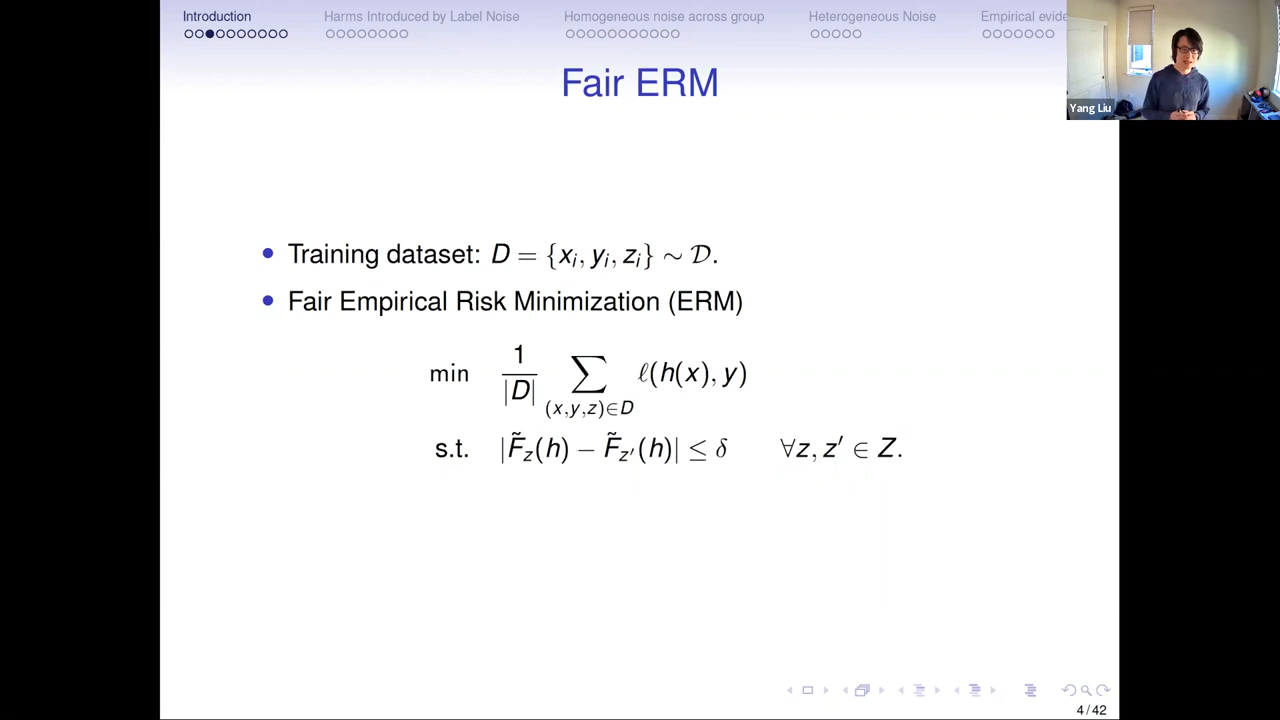 Introduction
Harms Introduced by Label Noise
Homogeneous noise across group
Heterogeneous Noise
Empirical evide
Fair ERM
Yang Liu
• Training dataset: D = {xᵢ, yᵢ, zᵢ} ∼ 𝒟.
• Fair Empirical Risk Minimization (ERM)
min 1/|D| ∑_{(x,y,z)∈D} ℓ(h(x), y)
s.t. |F̃_z(h) − F̃_{z′}(h)| ≤ δ ∀z, z′ ∈ Z.
4 / 42